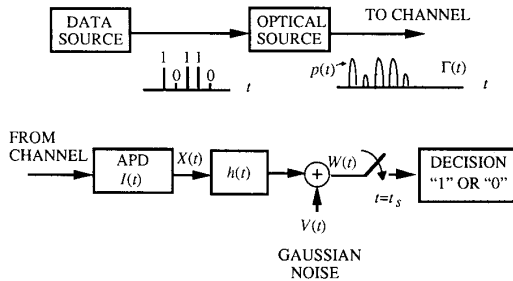 DATA SOURCE
OPTICAL SOURCE
TO CHANNEL
1 0 1 1 0
t
p(t)
Γ(t)
t
FROM CHANNEL
APD
I(t)
X(t)
h(t)
+
W(t)
t=ts
DECISION
"1" OR "0"
V(t)
GAUSSIAN
NOISE